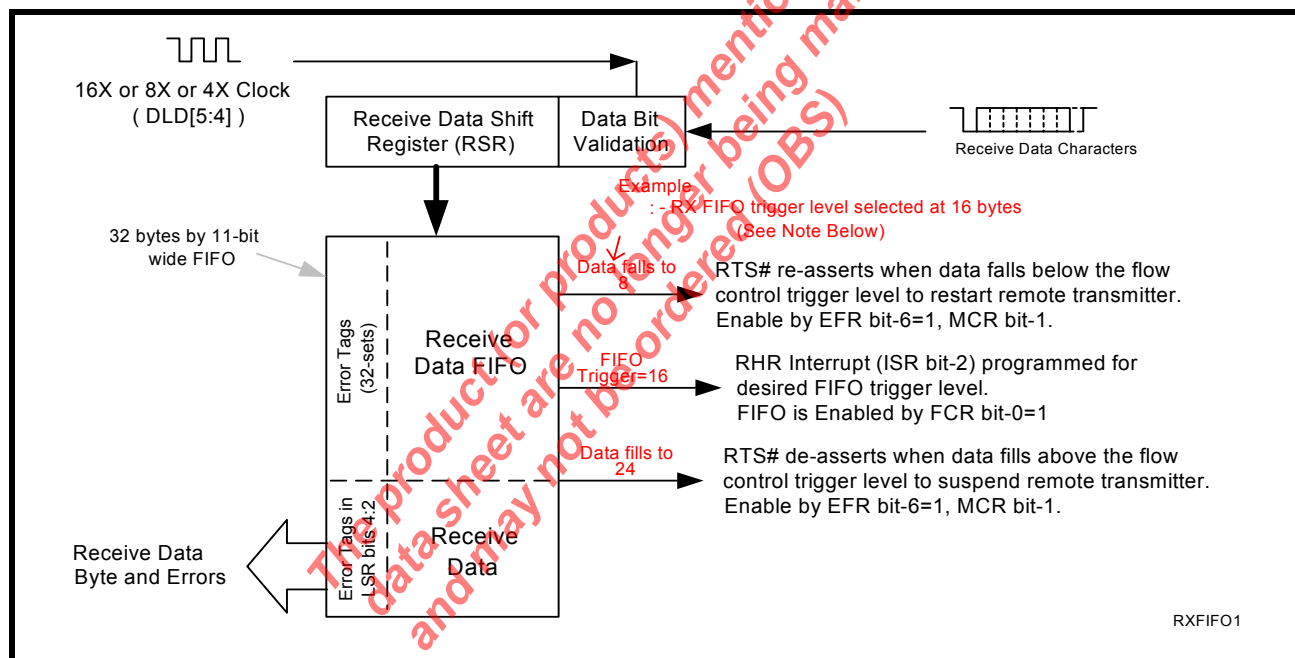 16X or 8X or 4X Clock
( DLD[5:4] )
Receive Data Shift
Register (RSR)
Data Bit
Validation
Receive Data Characters
Example
: - RX FIFO trigger level selected at 16 bytes
(See Note Below)
32 bytes by 11-bit
wide FIFO
Data falls to
8
RTS# re-asserts when data falls below the flow
control trigger level to restart remote transmitter.
Enable by EFR bit-6=1, MCR bit-1.
Error Tags
(32-sets)
Receive
Data FIFO
FIFO
Trigger=16
RHR Interrupt (ISR bit-2) programmed for
desired FIFO trigger level.
FIFO is Enabled by FCR bit-0=1
Data fills to
24
RTS# de-asserts when data fills above the flow
control trigger level to suspend remote transmitter.
Enable by EFR bit-6=1, MCR bit-1.
Error Tags in
LSR bits 4:2
Receive
Data
Receive Data
Byte and Errors
RXFIFO1
The product (or products)
data sheet are no longer being
and may not be ordered (OBS)